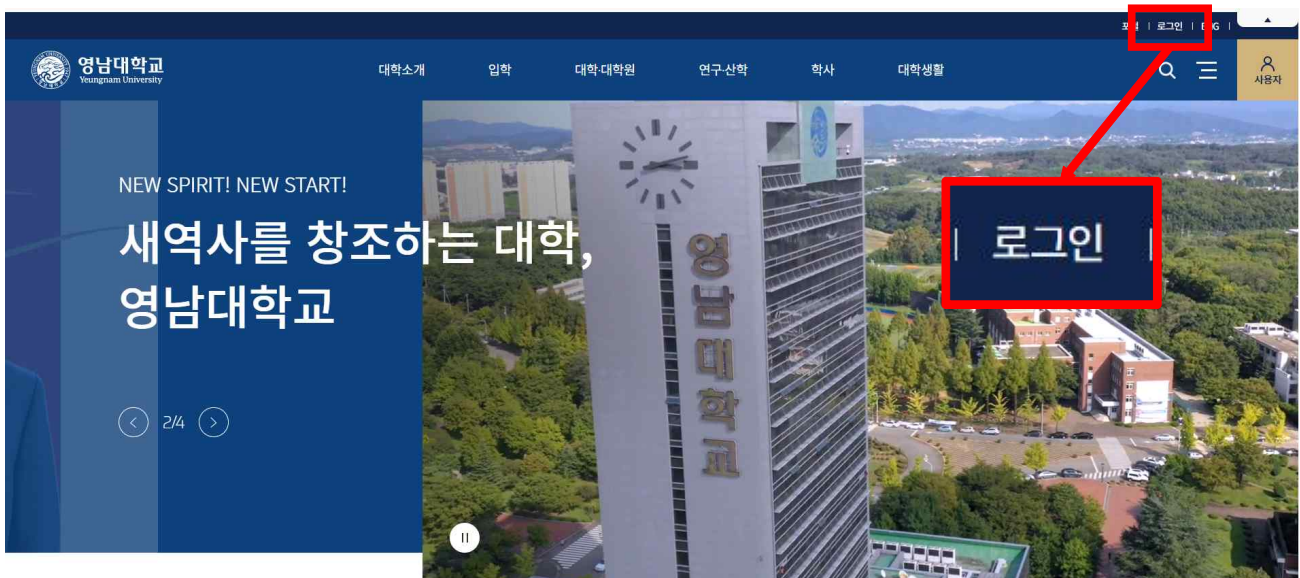 포털 | 로그인 | ENG |
영남대학교
Yeungnam University
대학소개 입학 대학·대학원 연구·산학 학사 대학생활
사용자
NEW SPIRIT! NEW START!
새역사를 창조하는 대학,
영남대학교
2/4
영남대학교
| 로그인 |